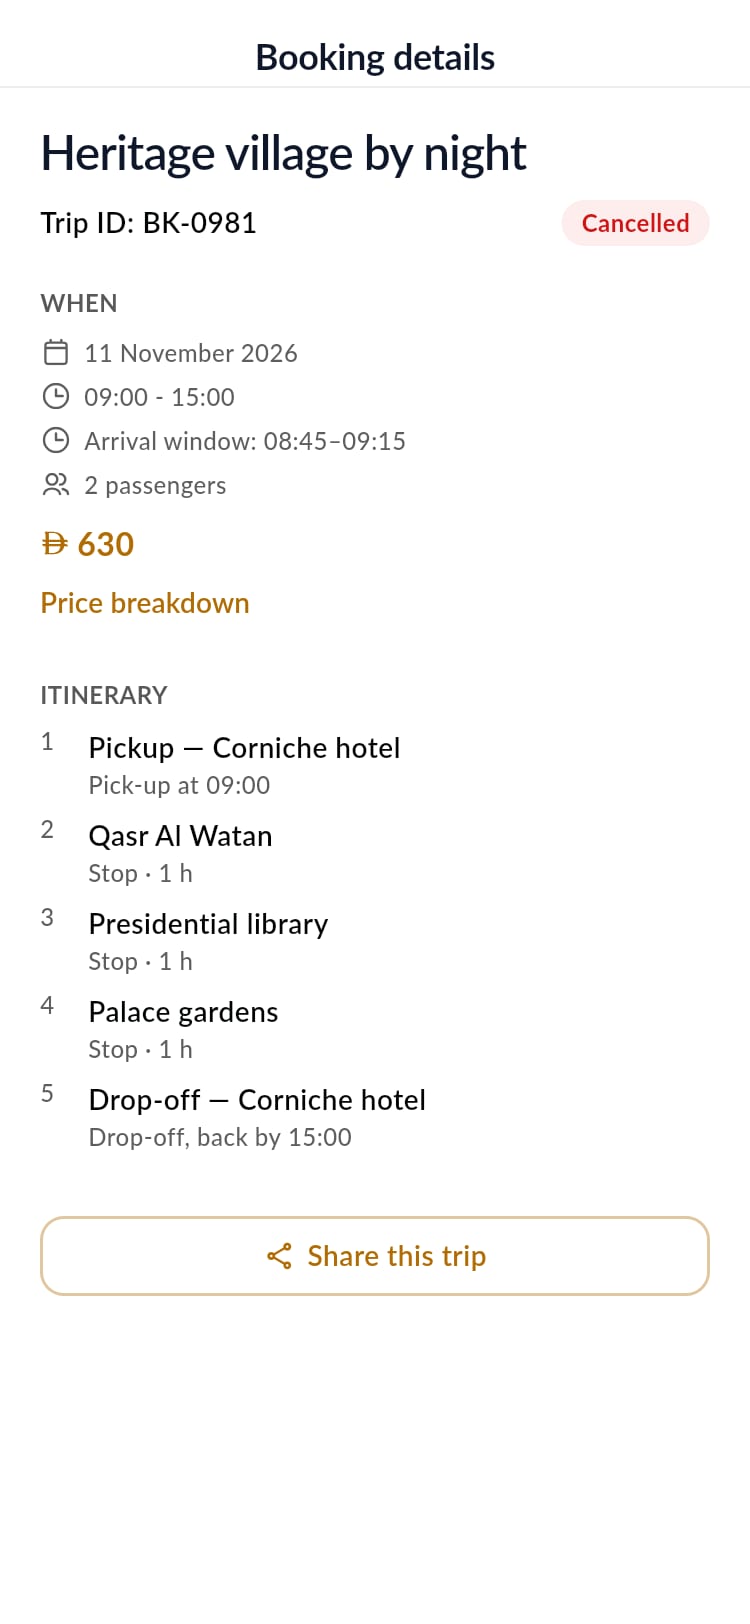 Booking details
Heritage village by night
Trip ID: BK-0981
Cancelled
WHEN
11 November 2026
09:00 - 15:00
Arrival window: 08:45–09:15
2 passengers
 630
Price breakdown
ITINERARY
1
Pickup — Corniche hotel
Pick-up at 09:00
2
Qasr Al Watan
Stop · 1 h
3
Presidential library
Stop · 1 h
4
Palace gardens
Stop · 1 h
5
Drop-off — Corniche hotel
Drop-off, back by 15:00
Share this trip